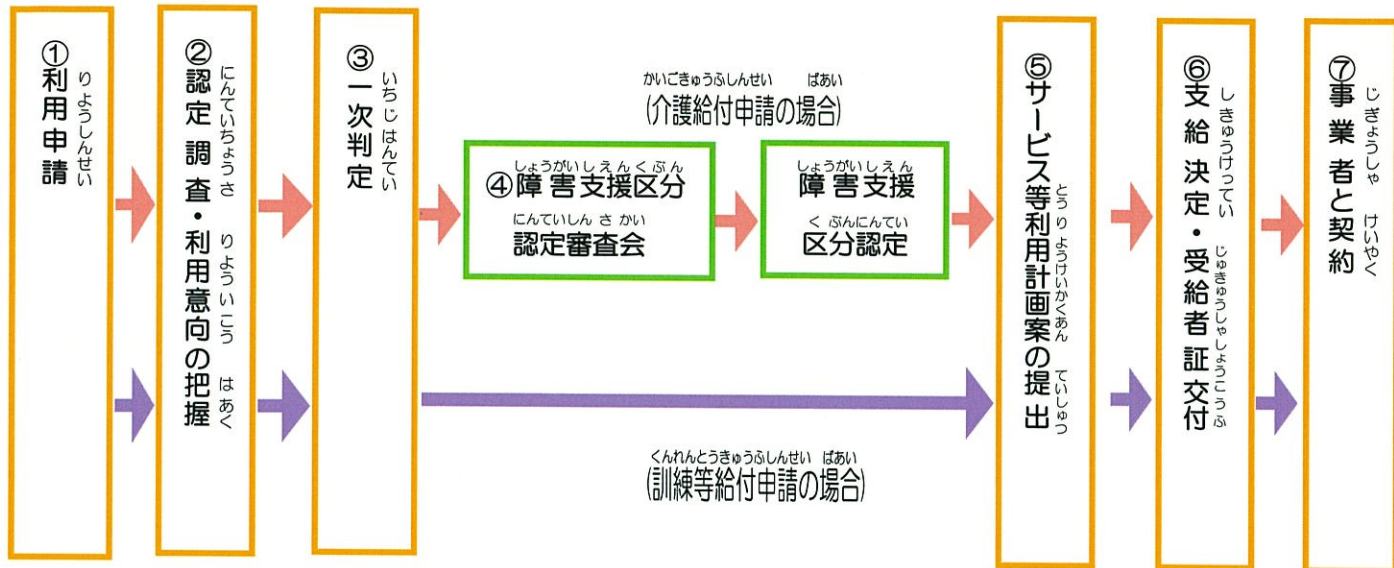 ①利用申請
りようしんせい
②認定調査・利用意向の把握
にんていちょうさ りよういこう はあく
③一次判定
いちじはんてい
かいごきゅうふしんせい ばあい
(介護給付申請の場合)
しょうがいしえんくぶん
④障害支援区分
にんていしんさかい
認定審査会
しょうがいしえん
障害支援
くぶんにんてい
区分認定
くんれんとうきゅうふしんせい ばあい
(訓練等給付申請の場合)
⑤サービス等利用計画案の提出
とうりようけいかくあん ていしゅつ
⑥支給決定・受給者証交付
しきゅうけってい じゅきゅうしゃしょうこうふ
⑦事業者と契約
じぎょうしゃ けいやく